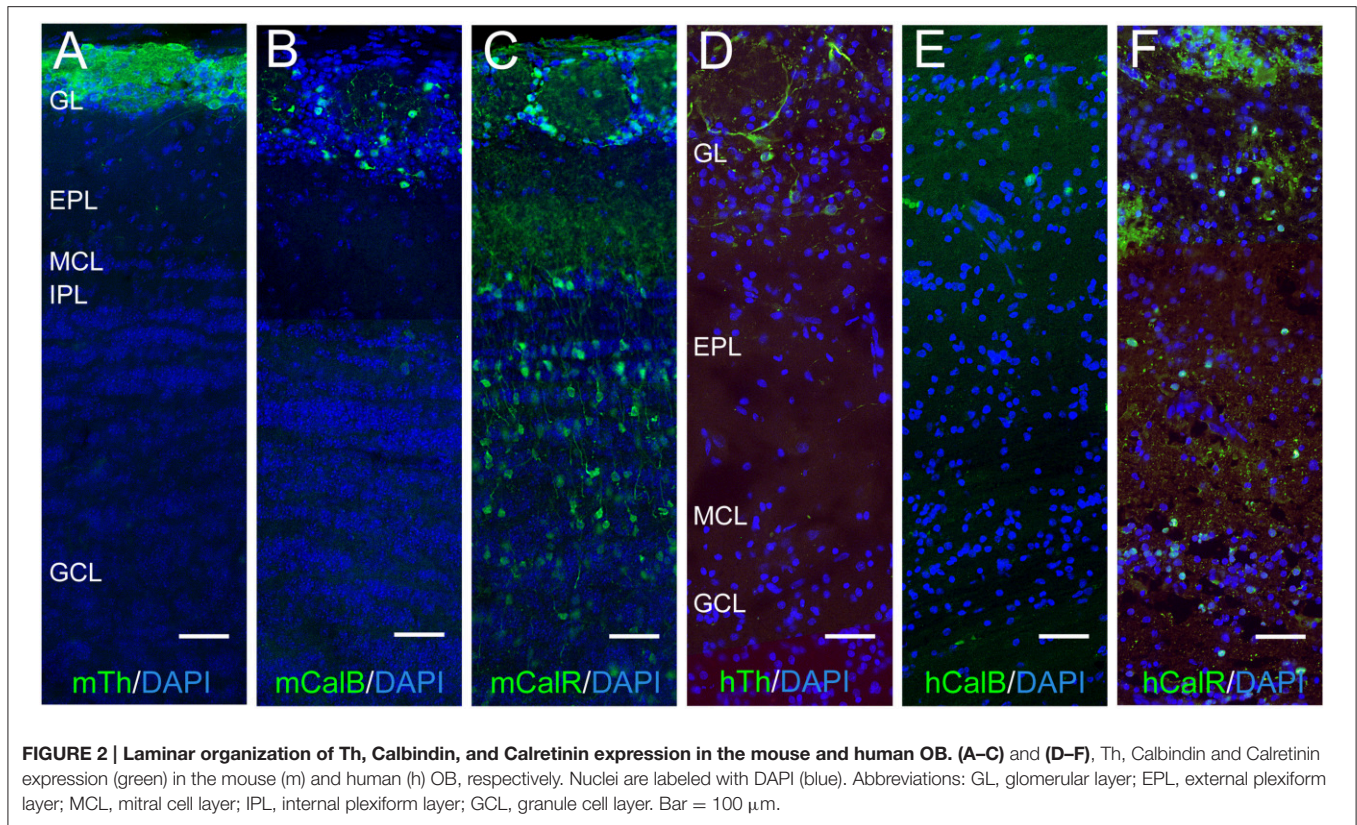 A
B
C
D
E
F
GL
EPL
MCL
IPL
GCL
GL
EPL
MCL
GCL
mTh/DAPI
mCalB/DAPI
mCalR/DAPI
hTh/DAPI
hCalB/DAPI
hCalR/DAPI
FIGURE 2 | Laminar organization of Th, Calbindin, and Calretinin expression in the mouse and human OB. (A–C) and (D–F), Th, Calbindin and Calretinin
expression (green) in the mouse (m) and human (h) OB, respectively. Nuclei are labeled with DAPI (blue). Abbreviations: GL, glomerular layer; EPL, external plexiform
layer; MCL, mitral cell layer; IPL, internal plexiform layer; GCL, granule cell layer. Bar = 100 μm.